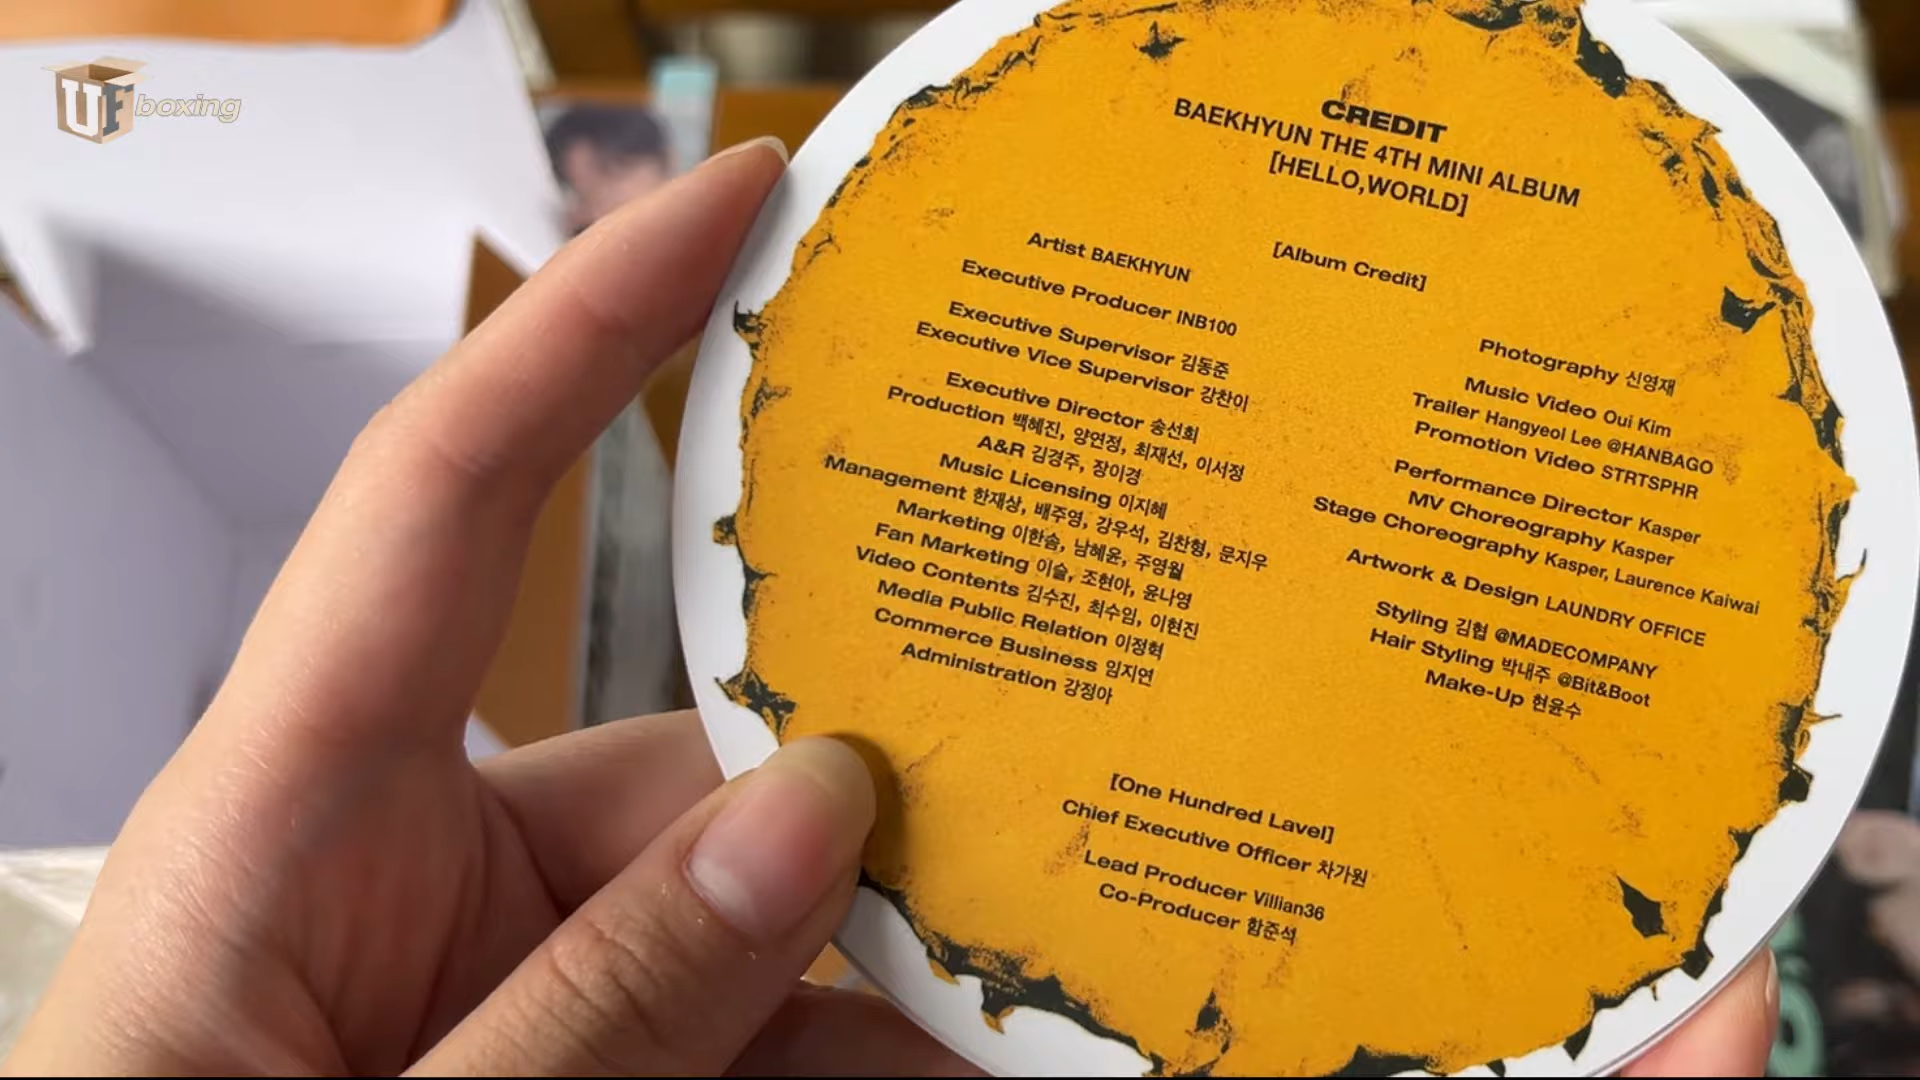 UFboxing
CREDIT
BAEKHYUN THE 4TH MINI ALBUM
[HELLO,WORLD]
[Album Credit]
Artist BAEKHYUN
Executive Producer INB100
Executive Supervisor 김동준
Executive Vice Supervisor 강찬이
Executive Director 송선희
Production 백혜진, 양연정, 최재선, 이서정
A&R 김경주, 장이경
Music Licensing 이지혜
Management 한재상, 배주영, 강우석, 김찬형, 문지우
Marketing 이한솜, 남혜윤, 주영월
Fan Marketing 이슬, 조현아, 윤나영
Video Contents 김수진, 최수임, 이현진
Media Public Relation 이정혁
Commerce Business 임지연
Administration 강정아
Photography 신영재
Music Video Oui Kim
Trailer Hangyeol Lee @HANBAGO
Promotion Video STRTSPHR
Performance Director Kasper
MV Choreography Kasper
Stage Choreography Kasper, Laurence Kaiwai
Artwork & Design LAUNDRY OFFICE
Styling 김협 @MADECOMPANY
Hair Styling 박내주 @Bit&Boot
Make-Up 현윤수
[One Hundred Lavel]
Chief Executive Officer 차가원
Lead Producer Villian36
Co-Producer 함준석